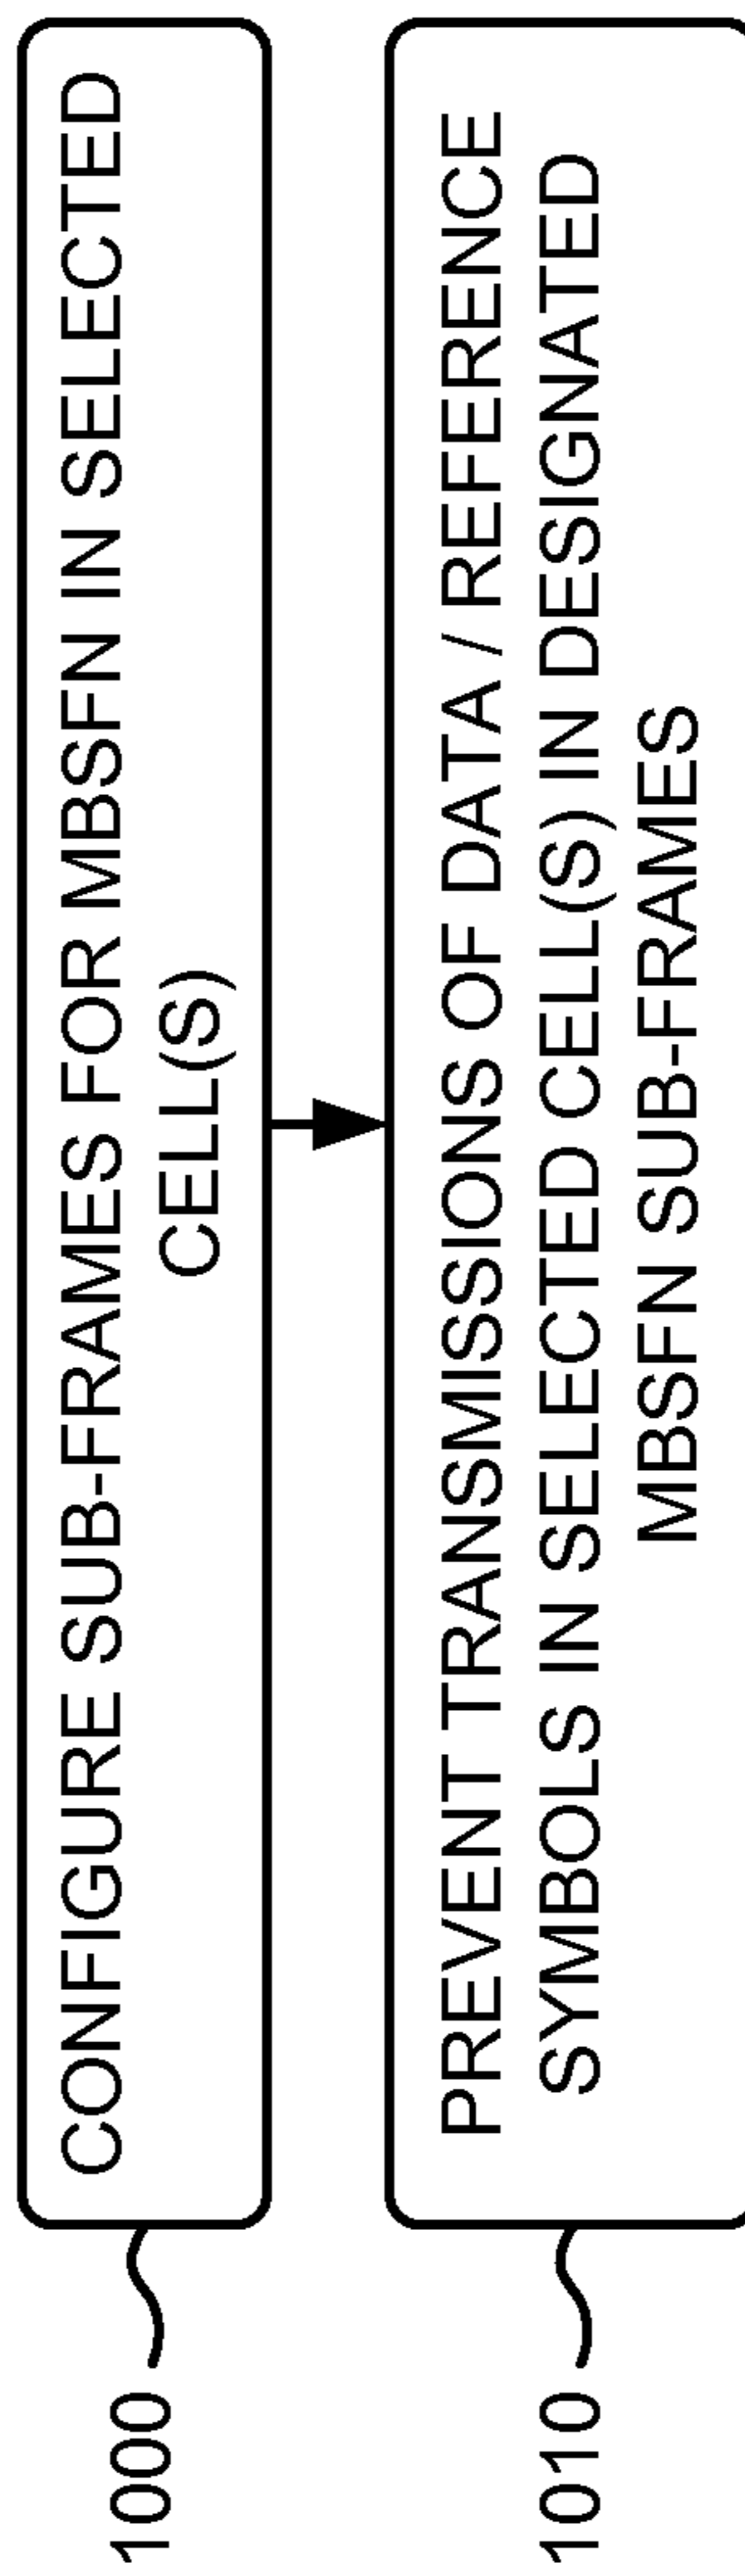 1000
CONFIGURE SUB-FRAMES FOR MBSFN IN SELECTED
CELL(S)
1010
PREVENT TRANSMISSIONS OF DATA / REFERENCE
SYMBOLS IN SELECTED CELL(S) IN DESIGNATED
MBSFN SUB-FRAMES